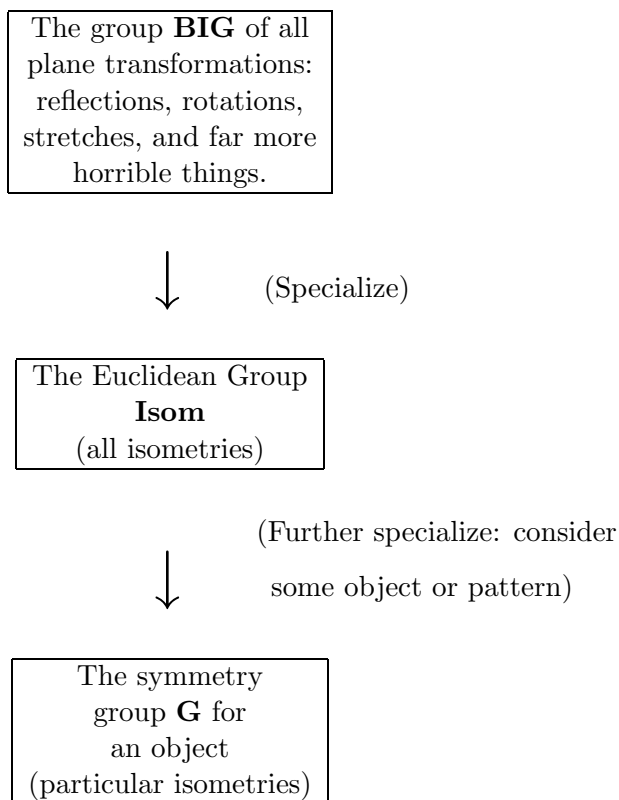 The group BIG of all
plane transformations:
reflections, rotations,
stretches, and far more
horrible things.
(Specialize)
The Euclidean Group
Isom
(all isometries)
(Further specialize: consider
some object or pattern)
The symmetry
group G for
an object
(particular isometries)